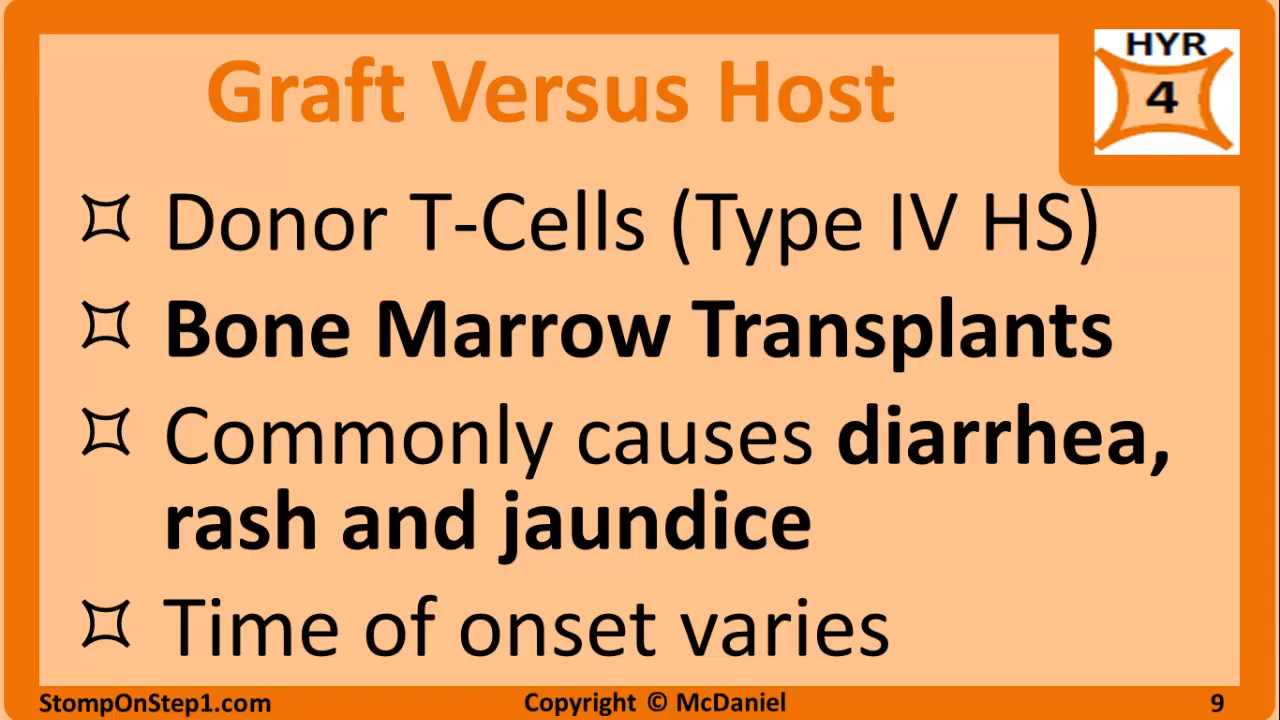 HYR
4
Graft Versus Host
Donor T-Cells (Type IV HS)
Bone Marrow Transplants
Commonly causes diarrhea,
rash and jaundice
Time of onset varies
StompOnStep1.com
Copyright © McDaniel
9